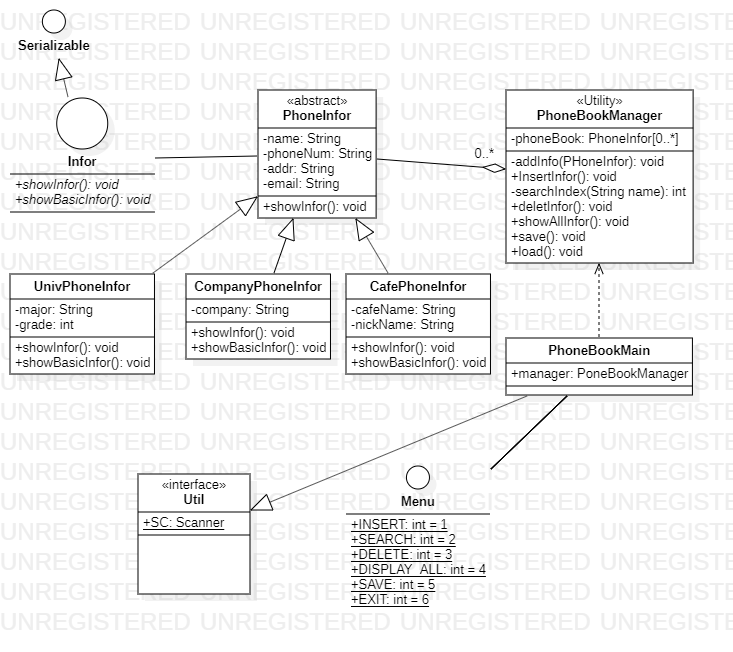 Serializable
Infor
+showInfor(): void
+showBasicInfor(): void
«abstract»
PhoneInfor
-name: String
-phoneNum: String
-addr: String
-email: String
+showInfor(): void
0..*
«Utility»
PhoneBookManager
-phoneBook: PhoneInfor[0..*]
-addInfo(PHoneInfor): void
+InsertInfor(): void
-searchIndex(String name): int
+deletInfor(): void
+showAllInfor(): void
+save(): void
+load(): void
UnivPhoneInfor
-major: String
-grade: int
+showInfor(): void
+showBasicInfor(): void
CompanyPhoneInfor
-company: String
+showInfor(): void
+showBasicInfor(): void
CafePhoneInfor
-cafeName: String
-nickName: String
+showInfor(): void
+showBasicInfor(): void
PhoneBookMain
+manager: PoneBookManager
«interface»
Util
+SC: Scanner
Menu
+INSERT: int = 1
+SEARCH: int = 2
+DELETE: int = 3
+DISPLAY_ALL: int = 4
+SAVE: int = 5
+EXIT: int = 6
UNREGISTERED